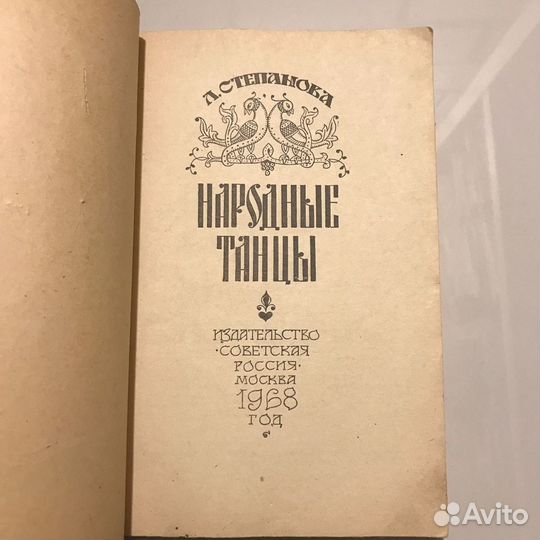 Л. СТЕПАНОВА
НАРОДНЫЕ
ТАНЦЫ
ИЗДАТЕЛЬСТВО
·СОВЕТСКАЯ
РОССИЯ·
МОСКВА
1968
ГОД
Avito